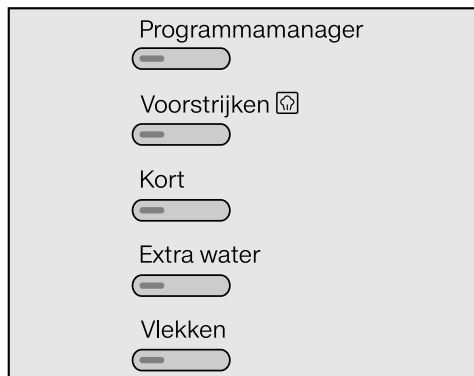 Programmamanager
Voorstrijken
Kort
Extra water
Vlekken